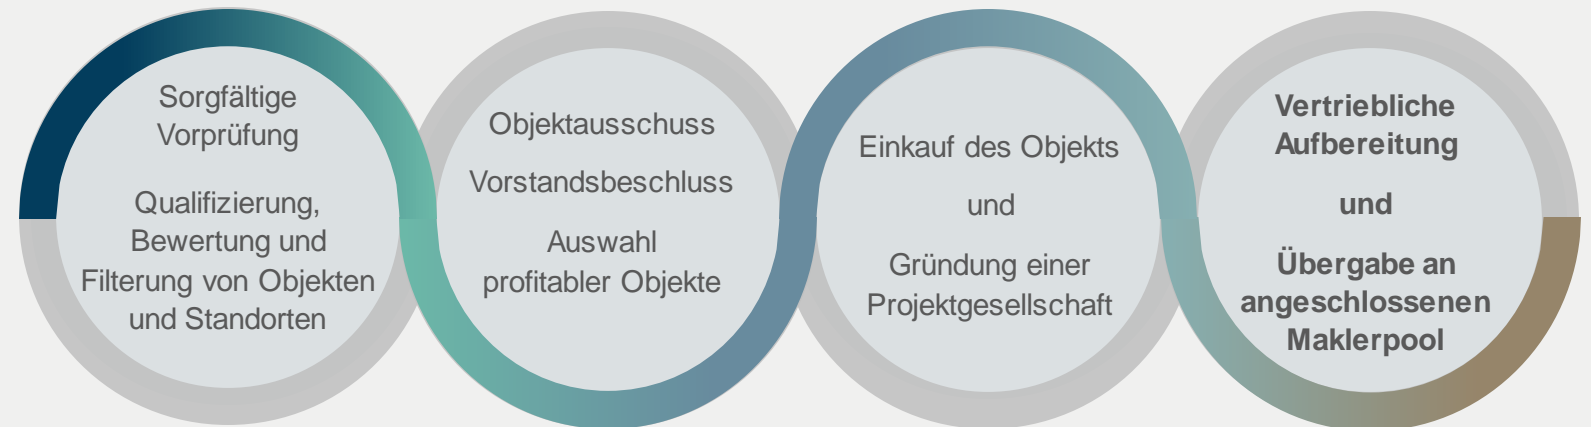 Sorgfältige
Vorprüfung
Qualifizierung,
Bewertung und
Filterung von Objekten
und Standorten
Objektausschuss
Vorstandsbeschluss
Auswahl
profitabler Objekte
Einkauf des Objekts
und
Gründung einer
Projektgesellschaft
Vertriebliche
Aufbereitung
und
Übergabe an
angeschlossenen
Maklerpool